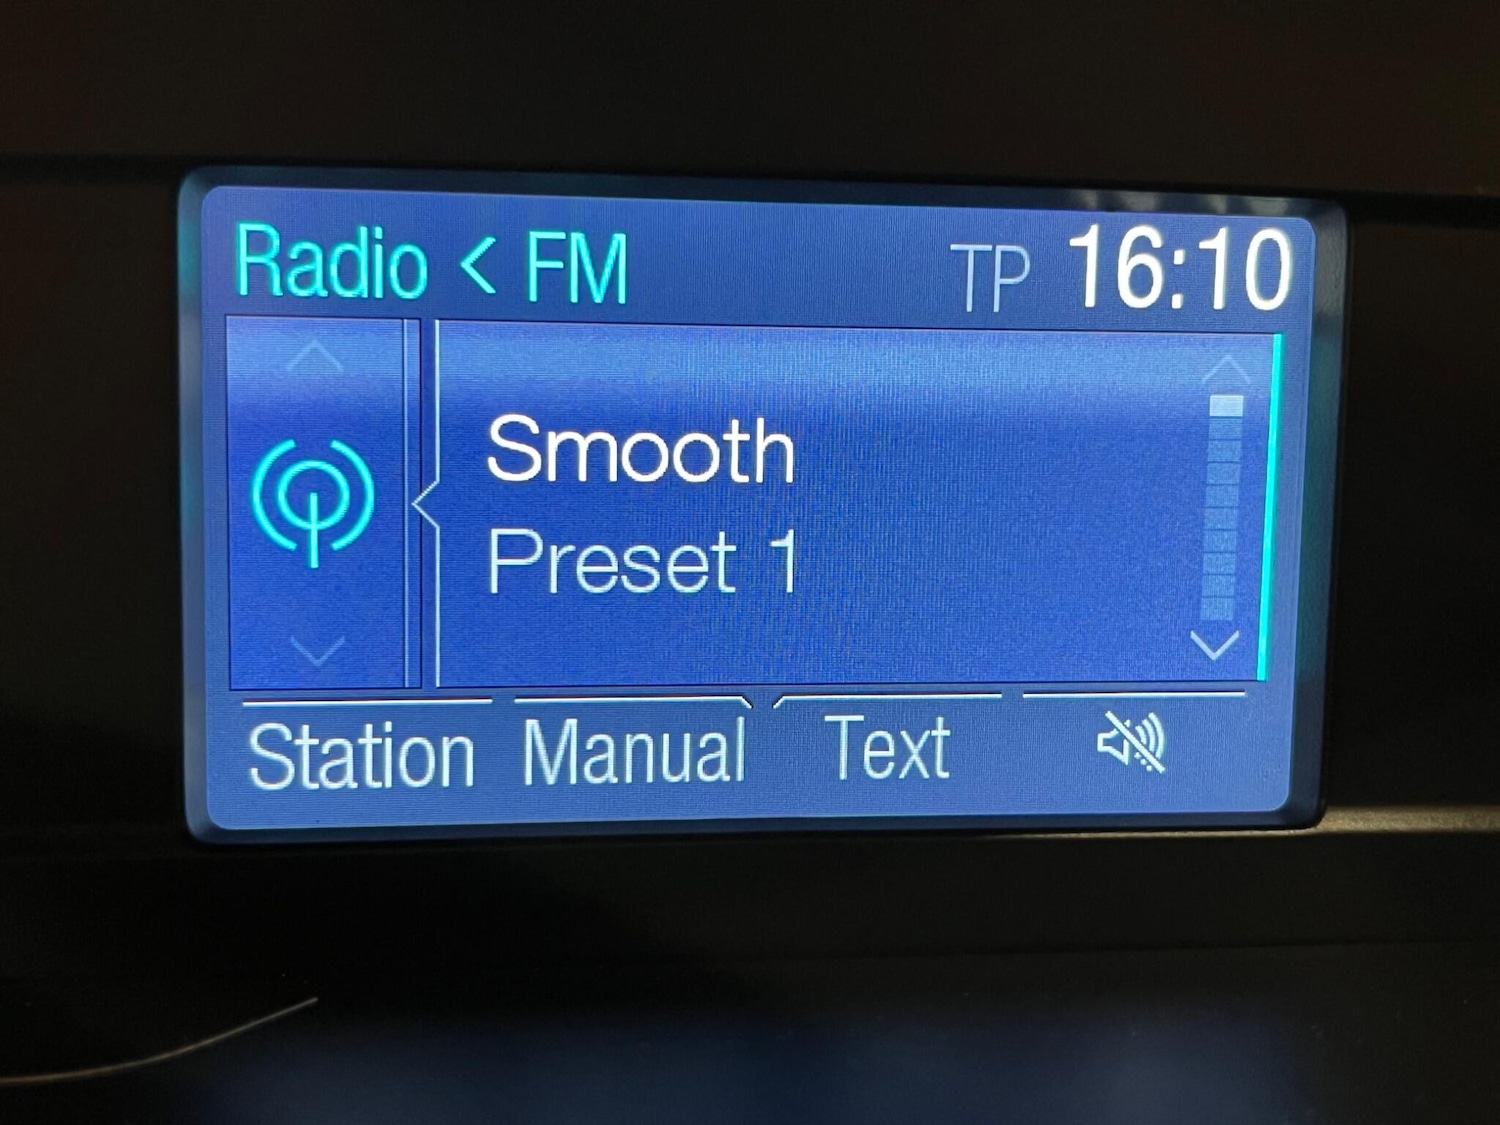 Radio < FM TP 16:10
Smooth
Preset 1
Station Manual Text